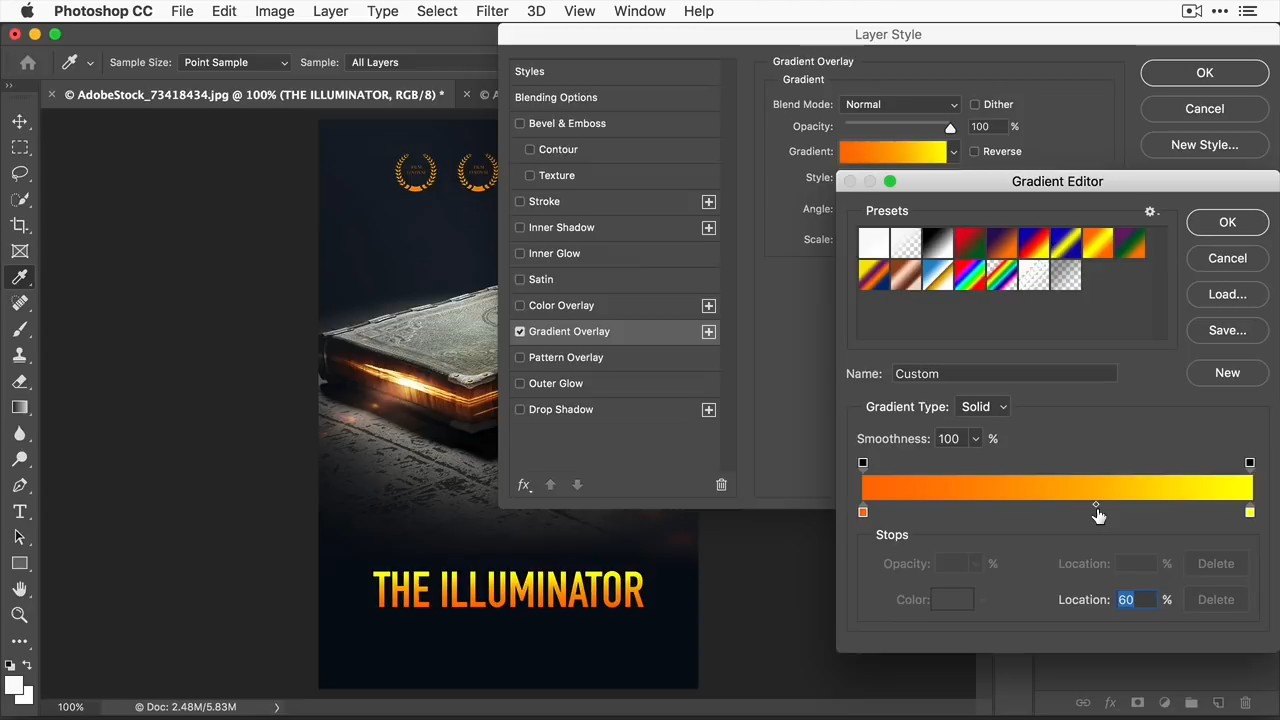 Photoshop CC File Edit Image Layer Type Select Filter 3D View Window Help
Layer Style
Sample Size: Point Sample Sample: All Layers
× © AdobeStock_73418434.jpg @ 100% (THE ILLUMINATOR, RGB/8) * × ©
Styles
Blending Options
Bevel & Emboss
Contour
Texture
Stroke
Inner Shadow
Inner Glow
Satin
Color Overlay
Gradient Overlay
Pattern Overlay
Outer Glow
Drop Shadow
fx
Gradient Overlay
Gradient
Blend Mode: Normal Dither
Opacity: 100 %
Gradient: Reverse
Style:
Angle:
Scale:
OK
Cancel
New Style...
Gradient Editor
Presets
OK
Cancel
Load...
Save...
Name: Custom New
Gradient Type: Solid
Smoothness: 100 %
Stops
Opacity: % Location: % Delete
Color: Location: 60 % Delete
THE ILLUMINATOR
100% © Doc: 2.48M/5.83M
fx